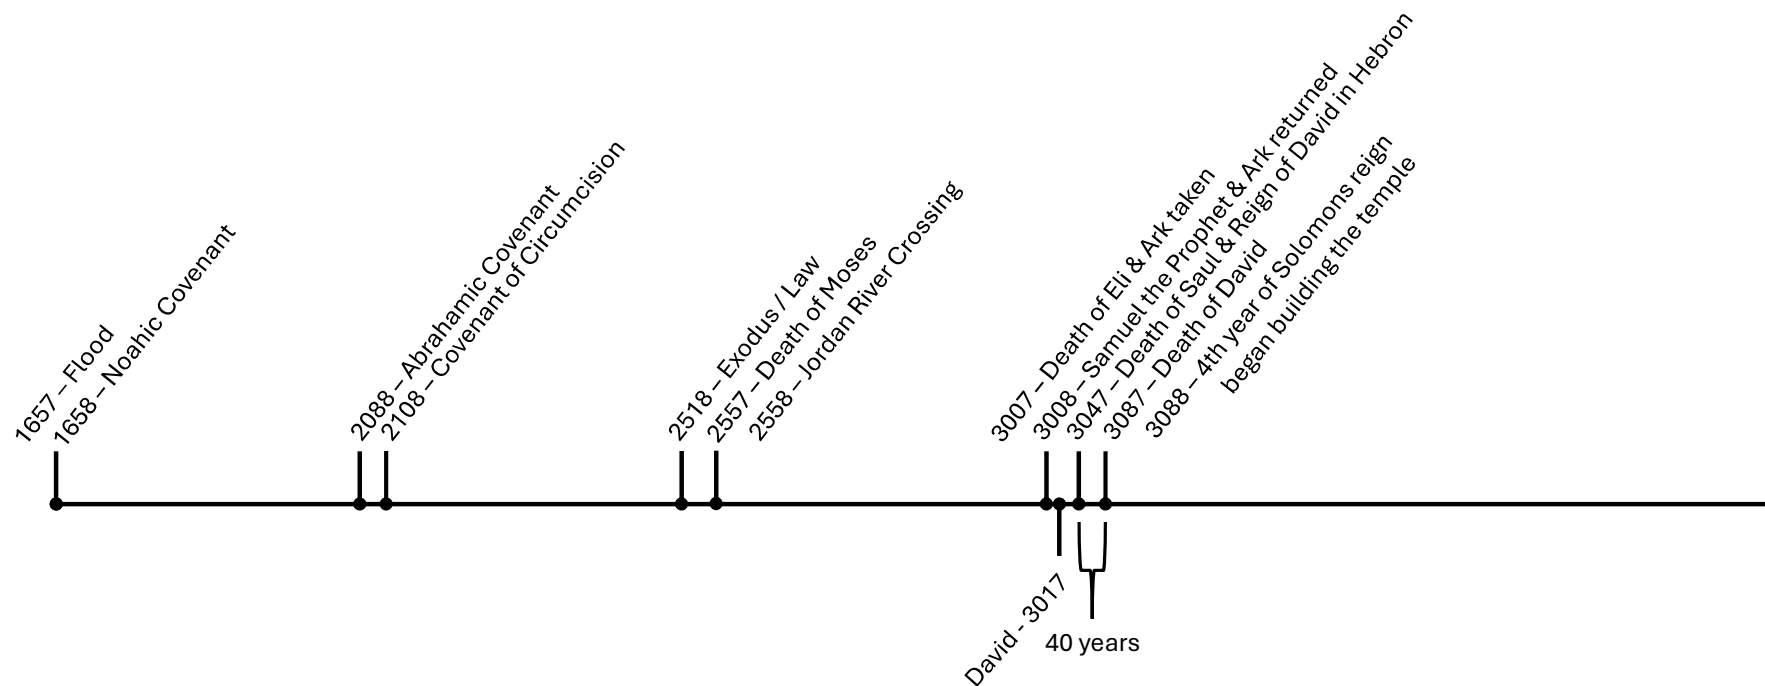 1657 – Flood
1658 – Noahic Covenant
2088 – Abrahamic Covenant
2108 – Covenant of Circumcision
2518 – Exodus / Law
2557 – Death of Moses
2558 – Jordan River Crossing
3007 – Death of Eli & Ark taken
3008 – Samuel the Prophet & Ark returned
3047 – Death of Saul & Reign of David in Hebron
3087 – Death of David
3088 – 4th year of Solomons reign
began building the temple
David - 3017
40 years